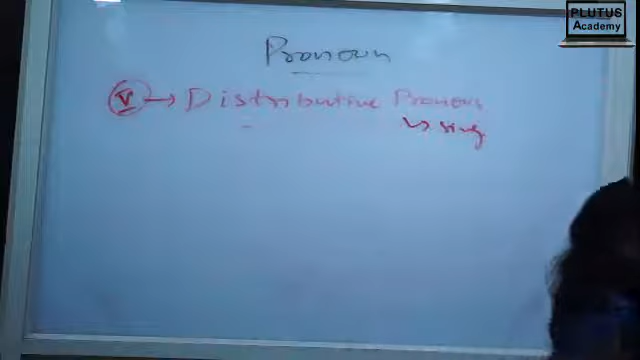 PLUTUS
Academy
Pronoun
V → Distributive Pronoun
↳ sing